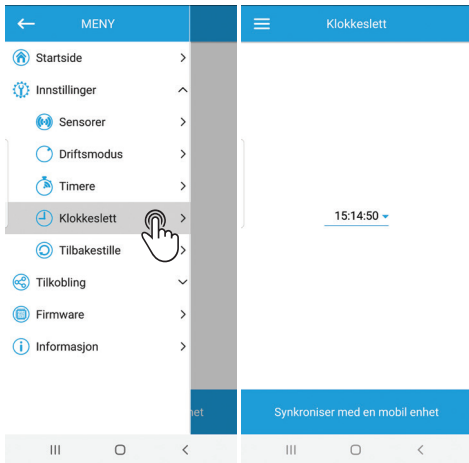 MENY
Startside
Innstillinger
Sensorer
Driftsmodus
Timere
Klokkeslett
Tilbakestille
Tilkobling
Firmware
Informasjon
het
Klokkeslett
15:14:50
Synkroniser med en mobil enhet